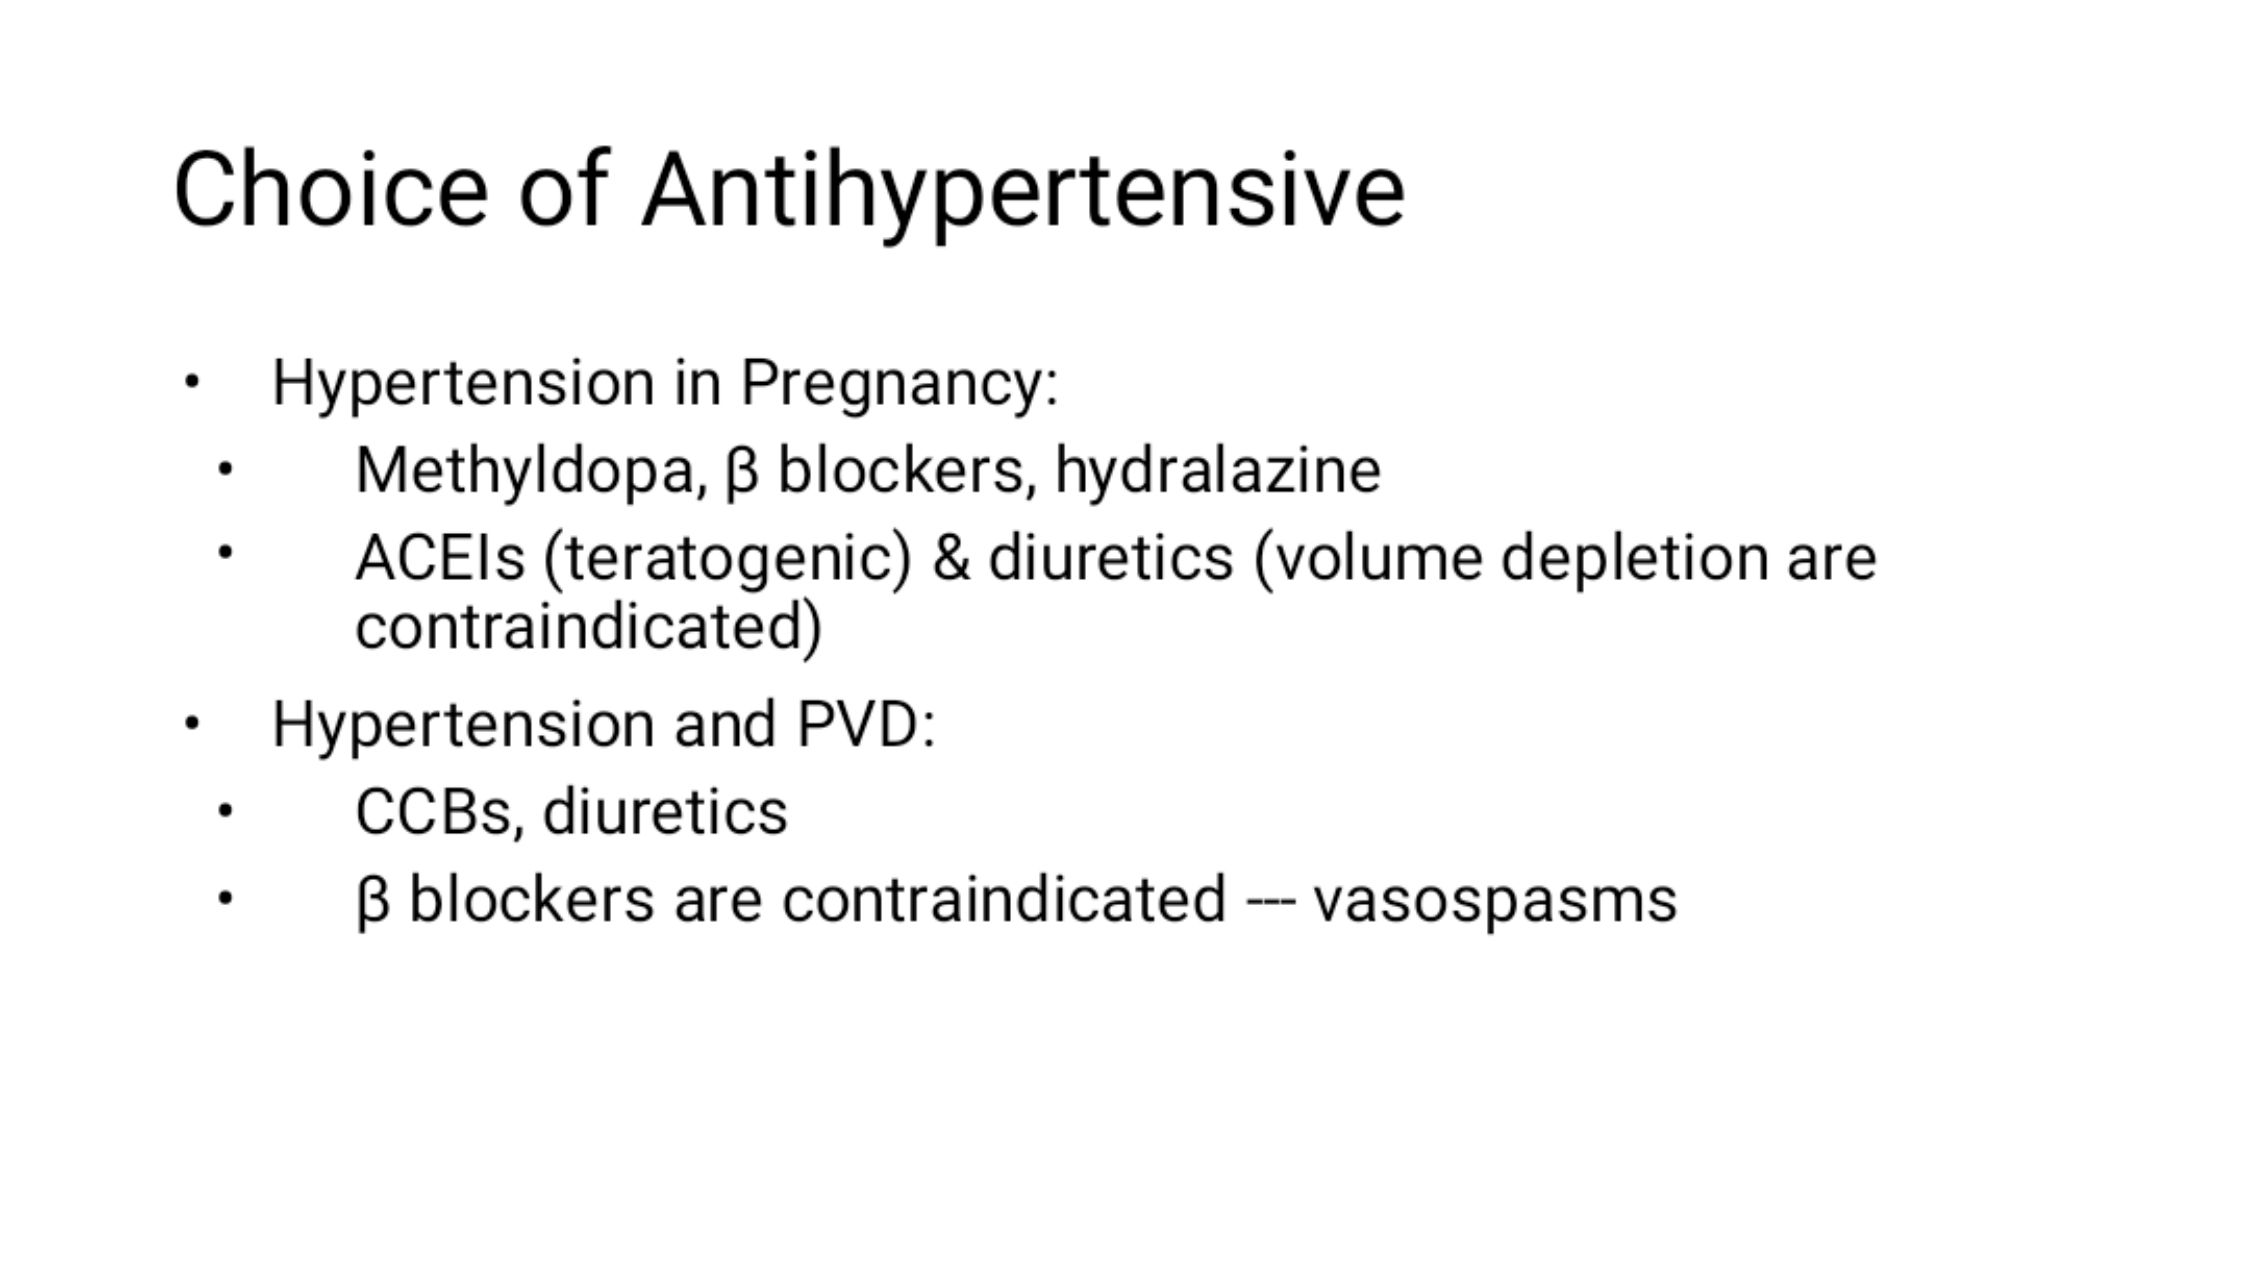 Choice of Antihypertensive
• Hypertension in Pregnancy:
• Methyldopa, β blockers, hydralazine
• ACEIs (teratogenic) & diuretics (volume depletion are
contraindicated)
• Hypertension and PVD:
• CCBs, diuretics
• β blockers are contraindicated --- vasospasms